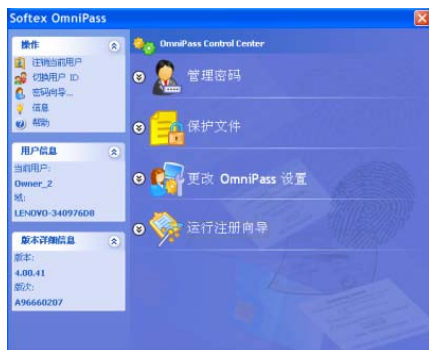 Softex OmniPass
操作
注销当前用户
切换用户 ID
密码向导...
信息
帮助
用户信息
当前用户:
Owner_2
域:
LENOVO-340976D8
版本详细信息
版本:
4.00.41
版次:
A96660207
OmniPass Control Center
管理密码
保护文件
更改 OmniPass 设置
运行注册向导